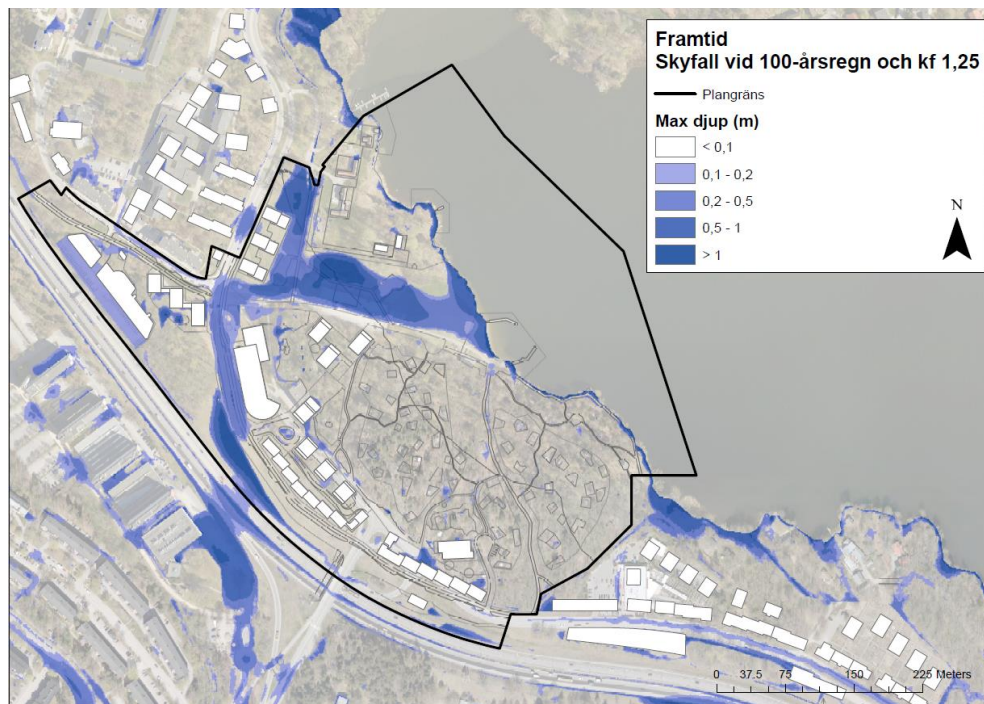 Framtid
Skyfall vid 100-årsregn och kf 1,25
Plangräns
Max djup (m)
< 0,1
0,1 - 0,2
0,2 - 0,5
0,5 - 1
> 1
N
0 37.5 75 150 225 Meters